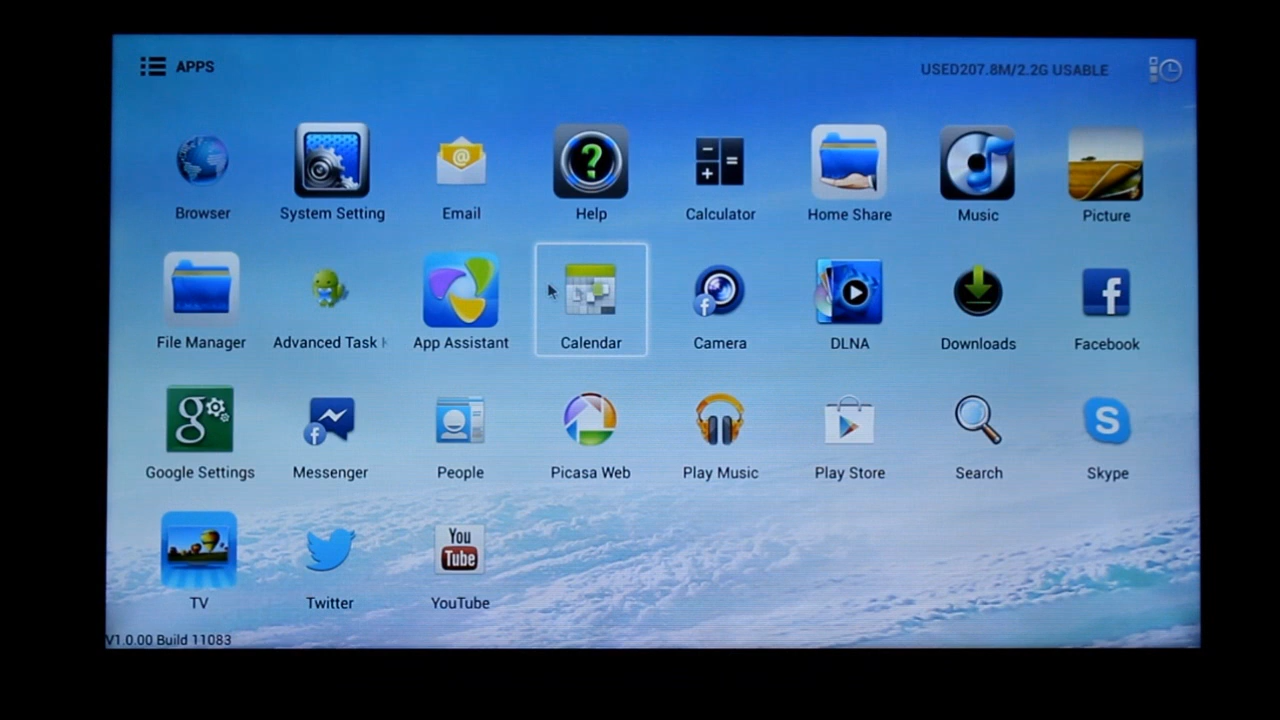 APPS
USED207.8M/2.2G USABLE
Browser
System Setting
Email
Help
Calculator
Home Share
Music
Picture
File Manager
Advanced Task
App Assistant
Calendar
Camera
DLNA
Downloads
Facebook
Google Settings
Messenger
People
Picasa Web
Play Music
Play Store
Search
Skype
TV
Twitter
You
Tube
YouTube
V1.0.00 Build 11083